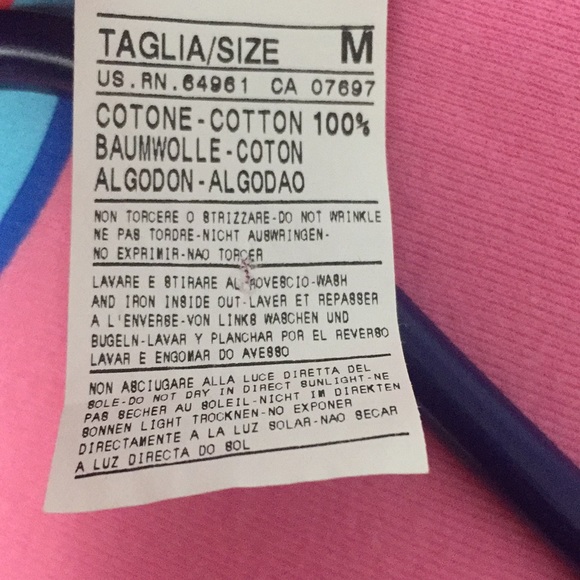 TAGLIA/SIZE M
US.RN.64961 CA 07697
COTONE-COTTON 100%
BAUMWOLLE-COTON
ALGODON-ALGODAO
NON TORCERE O STRIZZARE-DO NOT WRINKLE
NE PAS TORDRE-NICHT AUSWRINGEN-
NO EXPRIMIR-NAO TORCER
LAVARE E STIRARE AL ROVESCIO-WASH
AND IRON INSIDE OUT-LAVER ET REPASSER
A L'ENVERSE-VON LINKS WASCHEN UND
BUGELN-LAVAR Y PLANCHAR POR EL REVERSO
LAVAR E ENGOMAR DO AVESSO
NON ASCIUGARE ALLA LUCE DIRETTA DEL
SOLE-DO NOT DRY IN DIRECT SUNLIGHT-NE
PAS SECHER AU SOLEIL-NICHT IM DIREKTEN
SONNEN LIGHT TROCKNEN-NO EXPONER
DIRECTAMENTE A LA LUZ SOLAR-NAO SECAR
A LUZ DIRECTA DO SOL